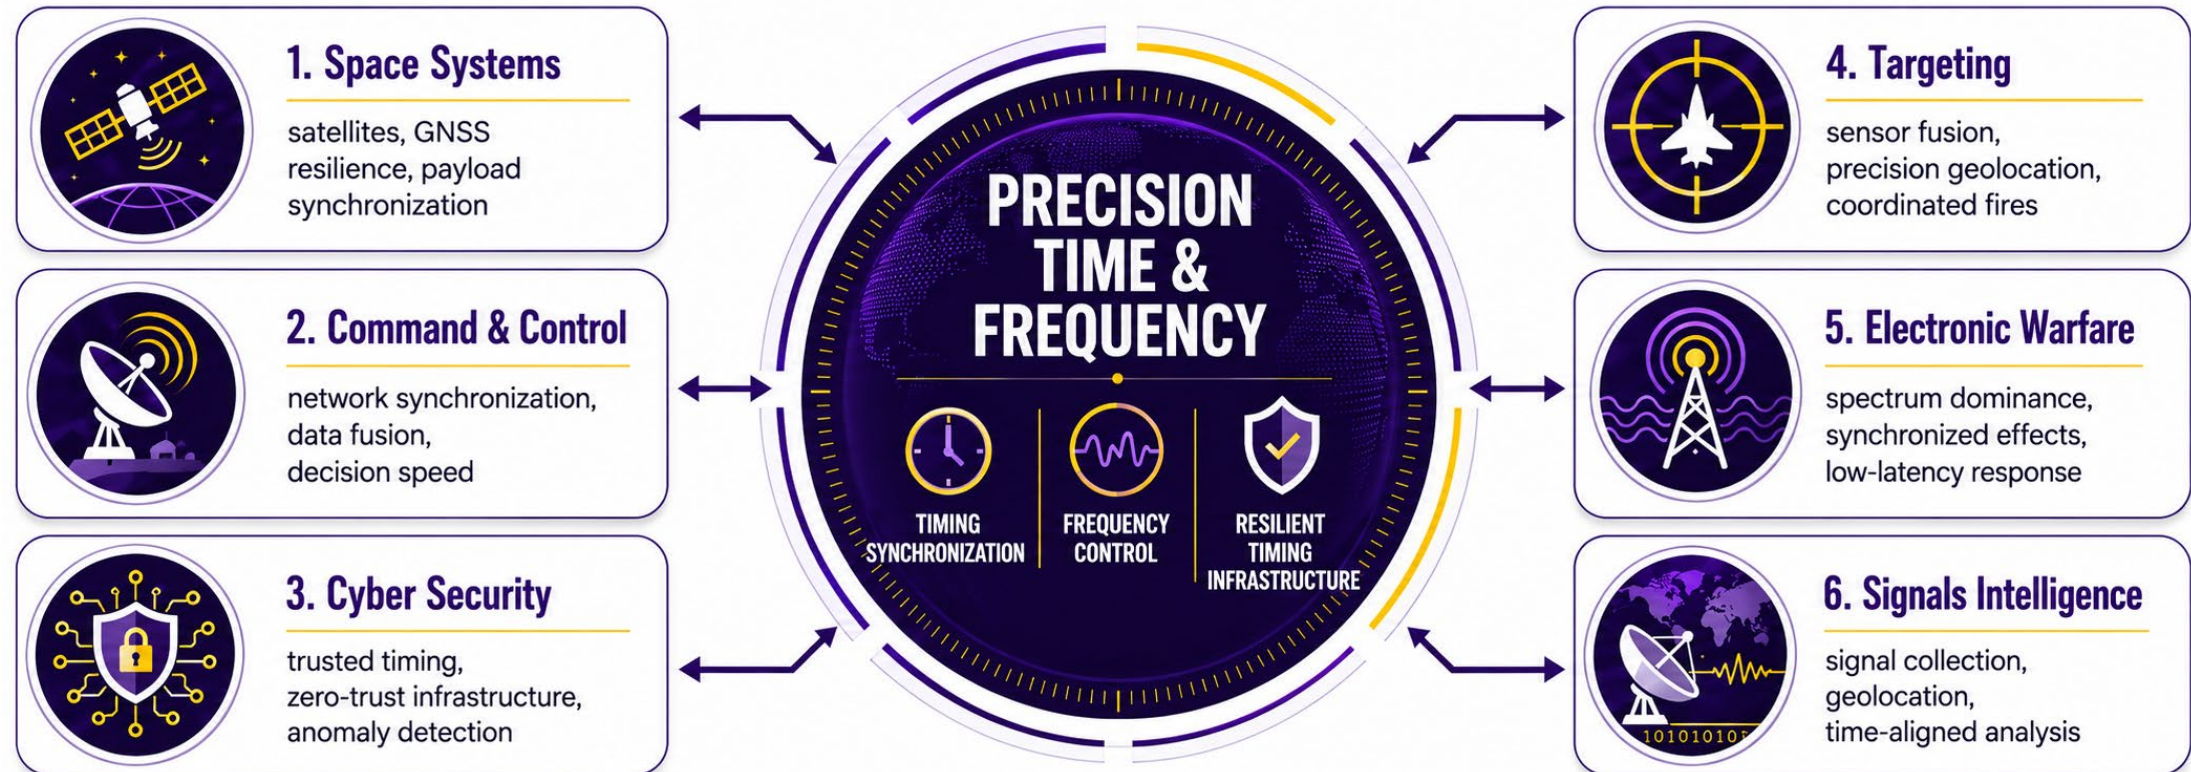 1. Space Systems
satellites, GNSS
resilience, payload
synchronization
2. Command & Control
network synchronization,
data fusion,
decision speed
3. Cyber Security
trusted timing,
zero-trust infrastructure,
anomaly detection
PRECISION
TIME &
FREQUENCY
TIMING
SYNCHRONIZATION
FREQUENCY
CONTROL
RESILIENT
TIMING
INFRASTRUCTURE
4. Targeting
sensor fusion,
precision geolocation,
coordinated fires
5. Electronic Warfare
spectrum dominance,
synchronized effects,
low-latency response
6. Signals Intelligence
signal collection,
geolocation,
time-aligned analysis
10101010